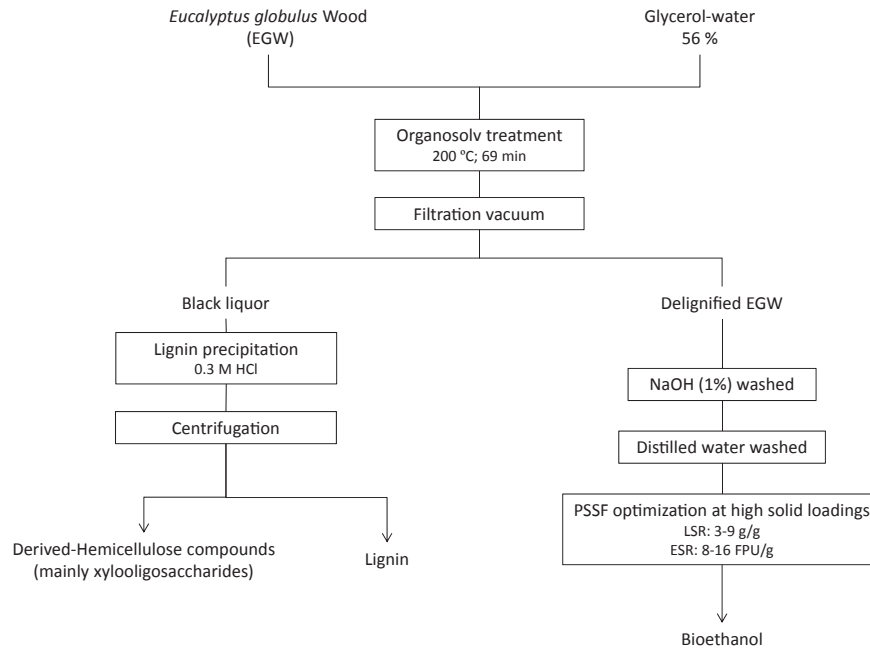 Eucalyptus globulus Wood
(EGW)
Glycerol-water
56 %
Organosolv treatment
200 °C; 69 min
Filtration vacuum
Black liquor
Delignified EGW
Lignin precipitation
0.3 M HCl
NaOH (1%) washed
Centrifugation
Distilled water washed
PSSF optimization at high solid loadings
LSR: 3-9 g/g
ESR: 8-16 FPU/g
Derived-Hemicellulose compounds
(mainly xylooligosaccharides)
Lignin
Bioethanol